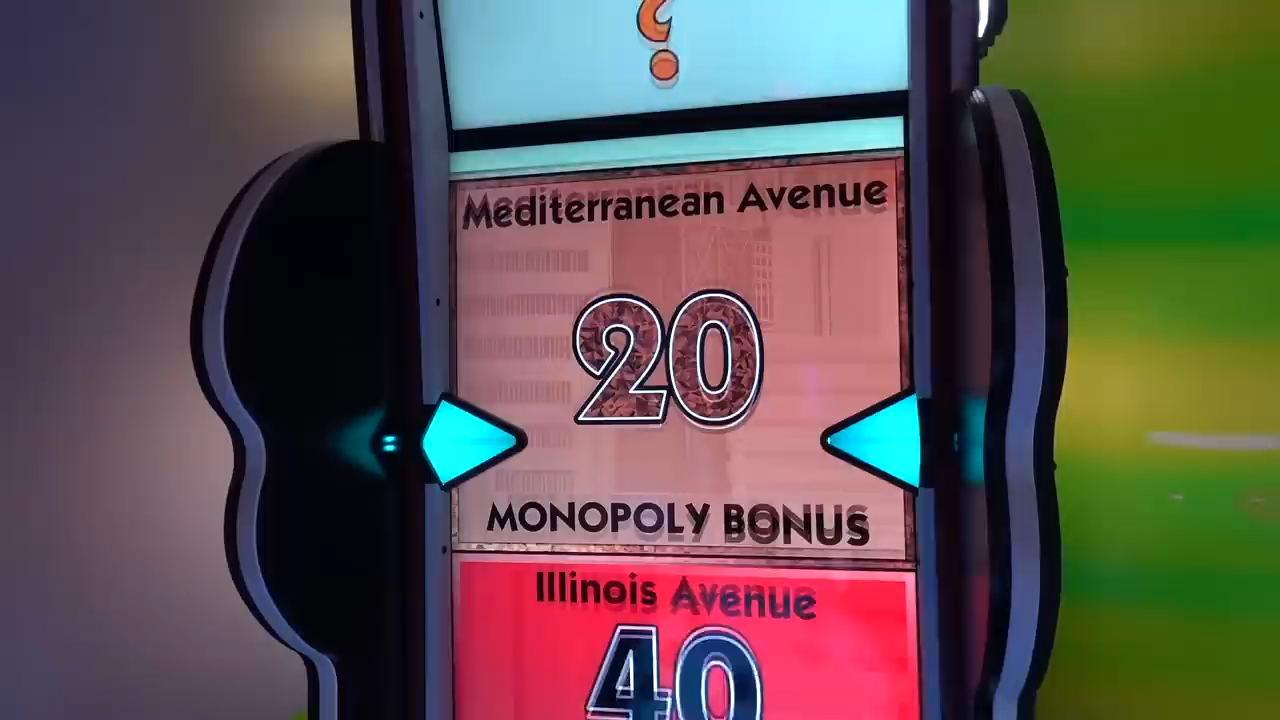 ?
Mediterranean Avenue
20
MONOPOLY BONUS
Illinois Avenue
40